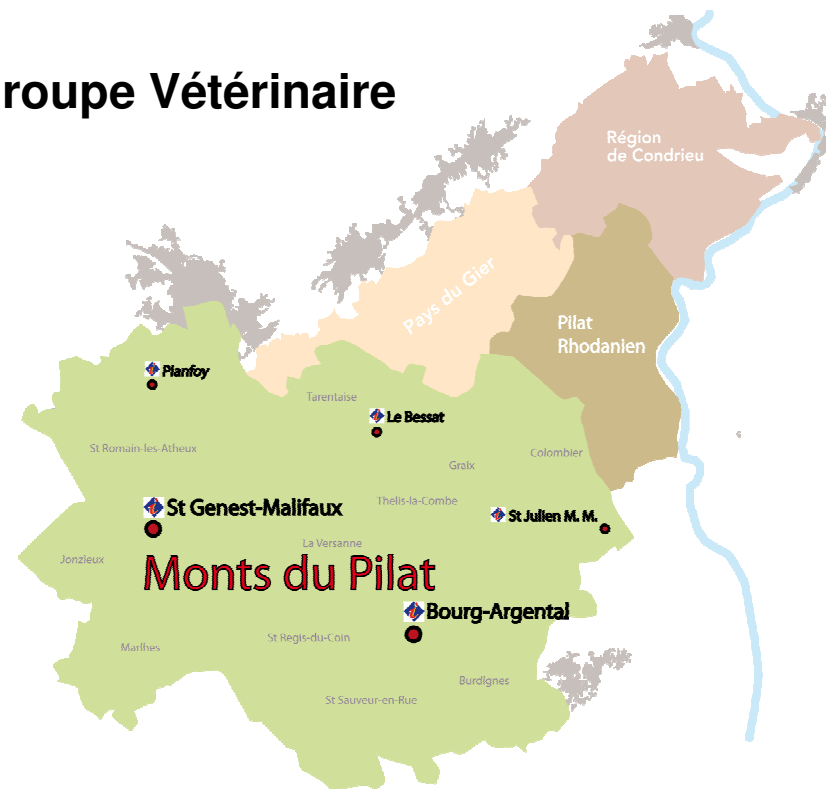 roupe Vétérinaire
Région
de Condrieu
Pays du Gier
Pilat
Rhodanien
Planfoy
Tarentaise
Le Bessat
St Romain-les-Atheux
Colombier
Graix
Thelis-la-Combe
St Genest-Malifaux
St Julien M. M.
La Versanne
Jonzieux
Monts du Pilat
Bourg-Argental
St Regis-du-Coin
Marlhes
Burdignes
St Sauveur-en-Rue